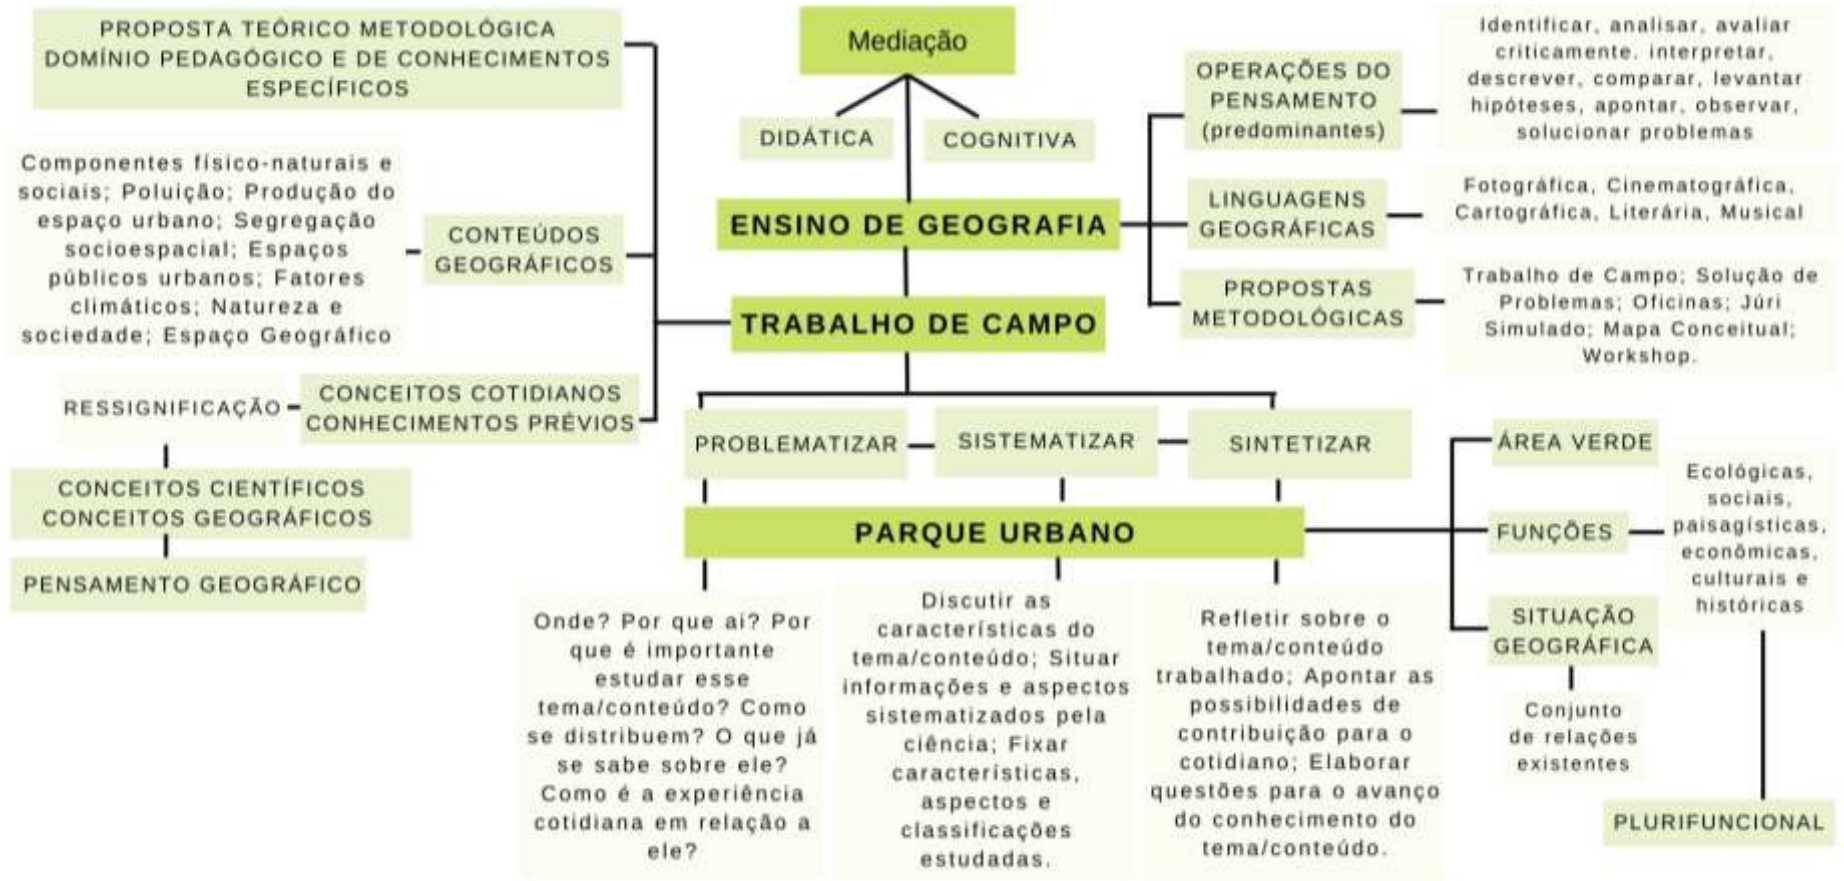 PROPOSTA TEÓRICO METODOLÓGICA
DOMÍNIO PEDAGÓGICO E DE CONHECIMENTOS
ESPECÍFICOS
Mediação
DIDÁTICA
COGNITIVA
OPERAÇÕES DO
PENSAMENTO
(predominantes)
Identificar, analisar, avaliar
criticamente. interpretar,
descrever, comparar, levantar
hipóteses, apontar, observar,
solucionar problemas
Componentes físico-naturais e
sociais; Poluição; Produção do
espaço urbano; Segregação
socioespacial; Espaços
públicos urbanos; Fatores
climáticos; Natureza e
sociedade; Espaço Geográfico
CONTEÚDOS
GEOGRÁFICOS
ENSINO DE GEOGRAFIA
LINGUAGENS
GEOGRÁFICAS
Fotográfica, Cinematográfica,
Cartográfica, Literária, Musical
PROPOSTAS
METODOLÓGICAS
Trabalho de Campo; Solução de
Problemas; Oficinas; Júri
Simulado; Mapa Conceitual;
Workshop.
TRABALHO DE CAMPO
RESSIGNIFICAÇÃO
CONCEITOS COTIDIANOS
CONHECIMENTOS PRÉVIOS
CONCEITOS CIENTÍFICOS
CONCEITOS GEOGRÁFICOS
PENSAMENTO GEOGRÁFICO
PROBLEMATIZAR
SISTEMATIZAR
SINTETIZAR
PARQUE URBANO
Onde? Por que ai? Por
que é importante
estudar esse
tema/conteúdo? Como
se distribuem? O que já
se sabe sobre ele?
Como é a experiência
cotidiana em relação a
ele?
Discutir as
características do
tema/conteúdo; Situar
informações e aspectos
sistematizados pela
ciência; Fixar
características,
aspectos e
classificações
estudadas.
Refletir sobre o
tema/conteúdo
trabalhado; Apontar as
possibilidades de
contribuição para o
cotidiano; Elaborar
questões para o avanço
do conhecimento do
tema/conteúdo.
ÁREA VERDE
FUNÇÕES
Ecológicas,
sociais,
paisagísticas,
econômicas,
culturais e
históricas
SITUAÇÃO
GEOGRÁFICA
Conjunto
de relações
existentes
PLURIFUNCIONAL